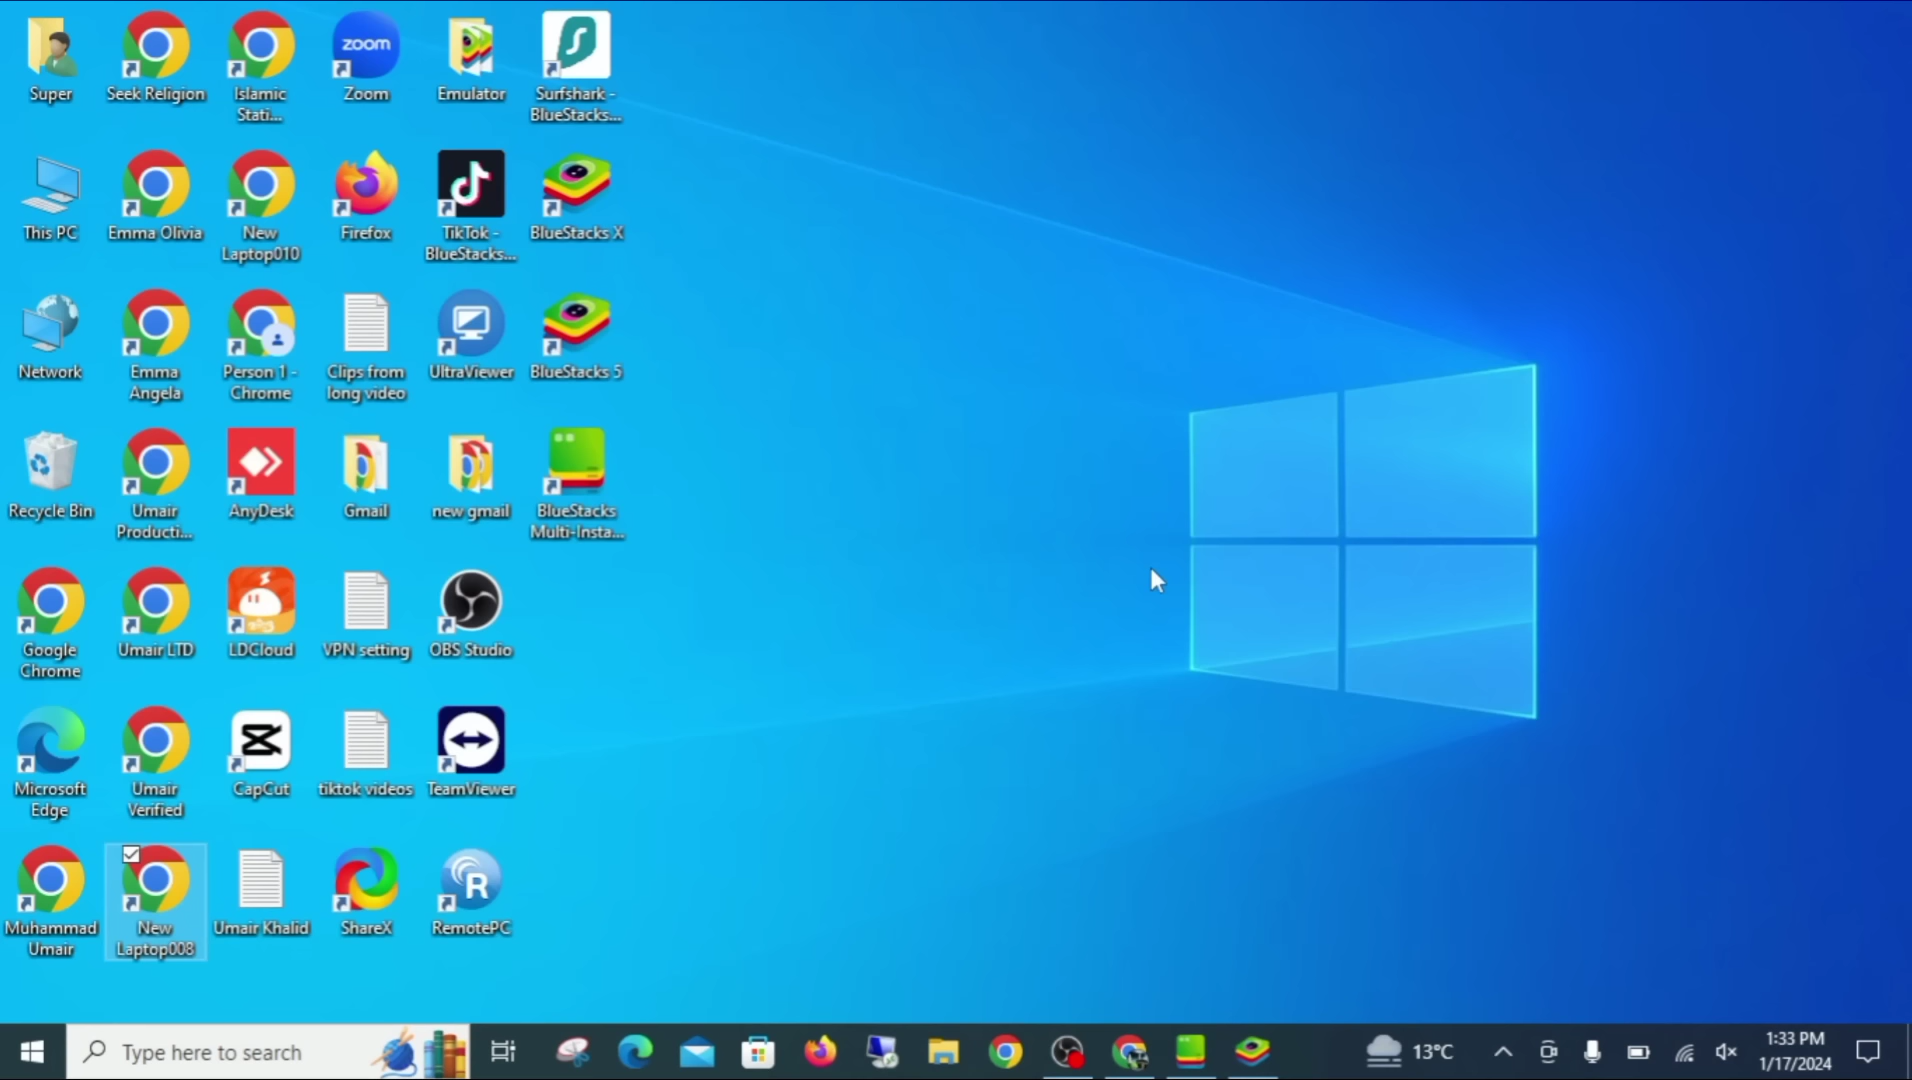 Super
Seek Religion
Islamic
Stati...
Zoom
zoom
Emulator
Surfshark -
BlueStacks...
This PC
Emma Olivia
New
Laptop010
Firefox
TikTok -
BlueStacks...
BlueStacks X
Network
Emma
Angela
Person 1 -
Chrome
Clips from
long video
UltraViewer
BlueStacks 5
Recycle Bin
Umair
Producti...
AnyDesk
Gmail
new gmail
BlueStacks
Multi-Insta...
Google
Chrome
Umair LTD
LDCloud
VPN setting
OBS Studio
Microsoft
Edge
Umair
Verified
CapCut
tiktok videos
TeamViewer
Muhammad
Umair
New
Laptop008
Umair Khalid
ShareX
R
RemotePC
Type here to search
13°C
1:33 PM
1/17/2024